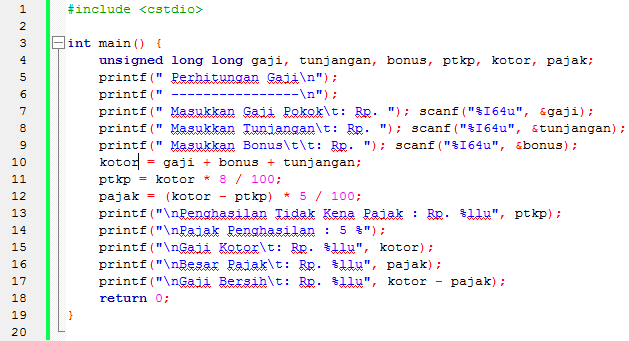 1 #include <cstdio>
2
3 int main() {
4 unsigned long long gaji, tunjangan, bonus, ptkp, kotor, pajak;
5 printf(" Perhitungan Gaji\n");
6 printf(" ----------------\n");
7 printf(" Masukkan Gaji Pokok\t: Rp. "); scanf("%I64u", &gaji);
8 printf(" Masukkan Tunjangan\t: Rp. "); scanf("%I64u", &tunjangan);
9 printf(" Masukkan Bonus\t\t: Rp. "); scanf("%I64u", &bonus);
10 kotor = gaji + bonus + tunjangan;
11 ptkp = kotor * 8 / 100;
12 pajak = (kotor - ptkp) * 5 / 100;
13 printf("\nPenghasilan Tidak Kena Pajak : Rp. %llu", ptkp);
14 printf("\nPajak Penghasilan : 5 %");
15 printf("\nGaji Kotor\t: Rp. %llu", kotor);
16 printf("\nBesar Pajak\t: Rp. %llu", pajak);
17 printf("\nGaji Bersih\t: Rp. %llu", kotor - pajak);
18 return 0;
19 }
20